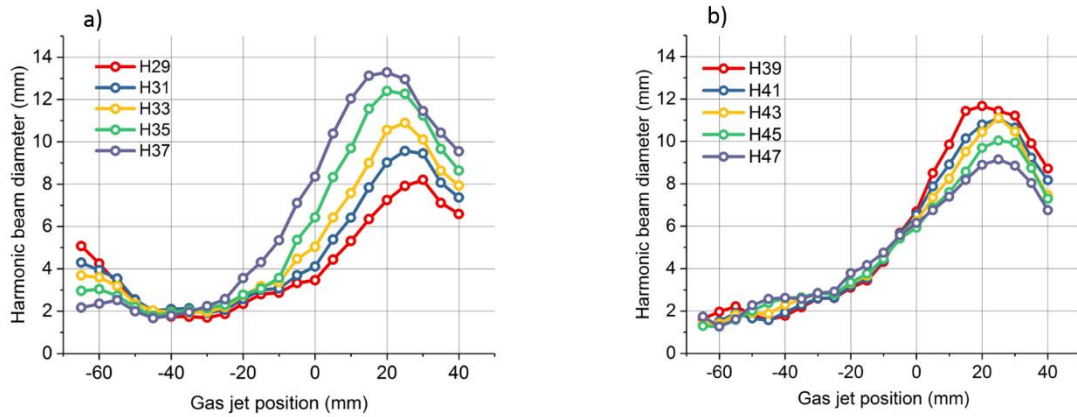 a)
Harmonic beam diameter (mm)
14
12
10
8
6
4
2
0
H29
H31
H33
H35
H37
-60
-40
-20
0
20
40
Gas jet position (mm)
b)
Harmonic beam diameter (mm)
14
12
10
8
6
4
2
0
H39
H41
H43
H45
H47
-60
-40
-20
0
20
40
Gas jet position (mm)